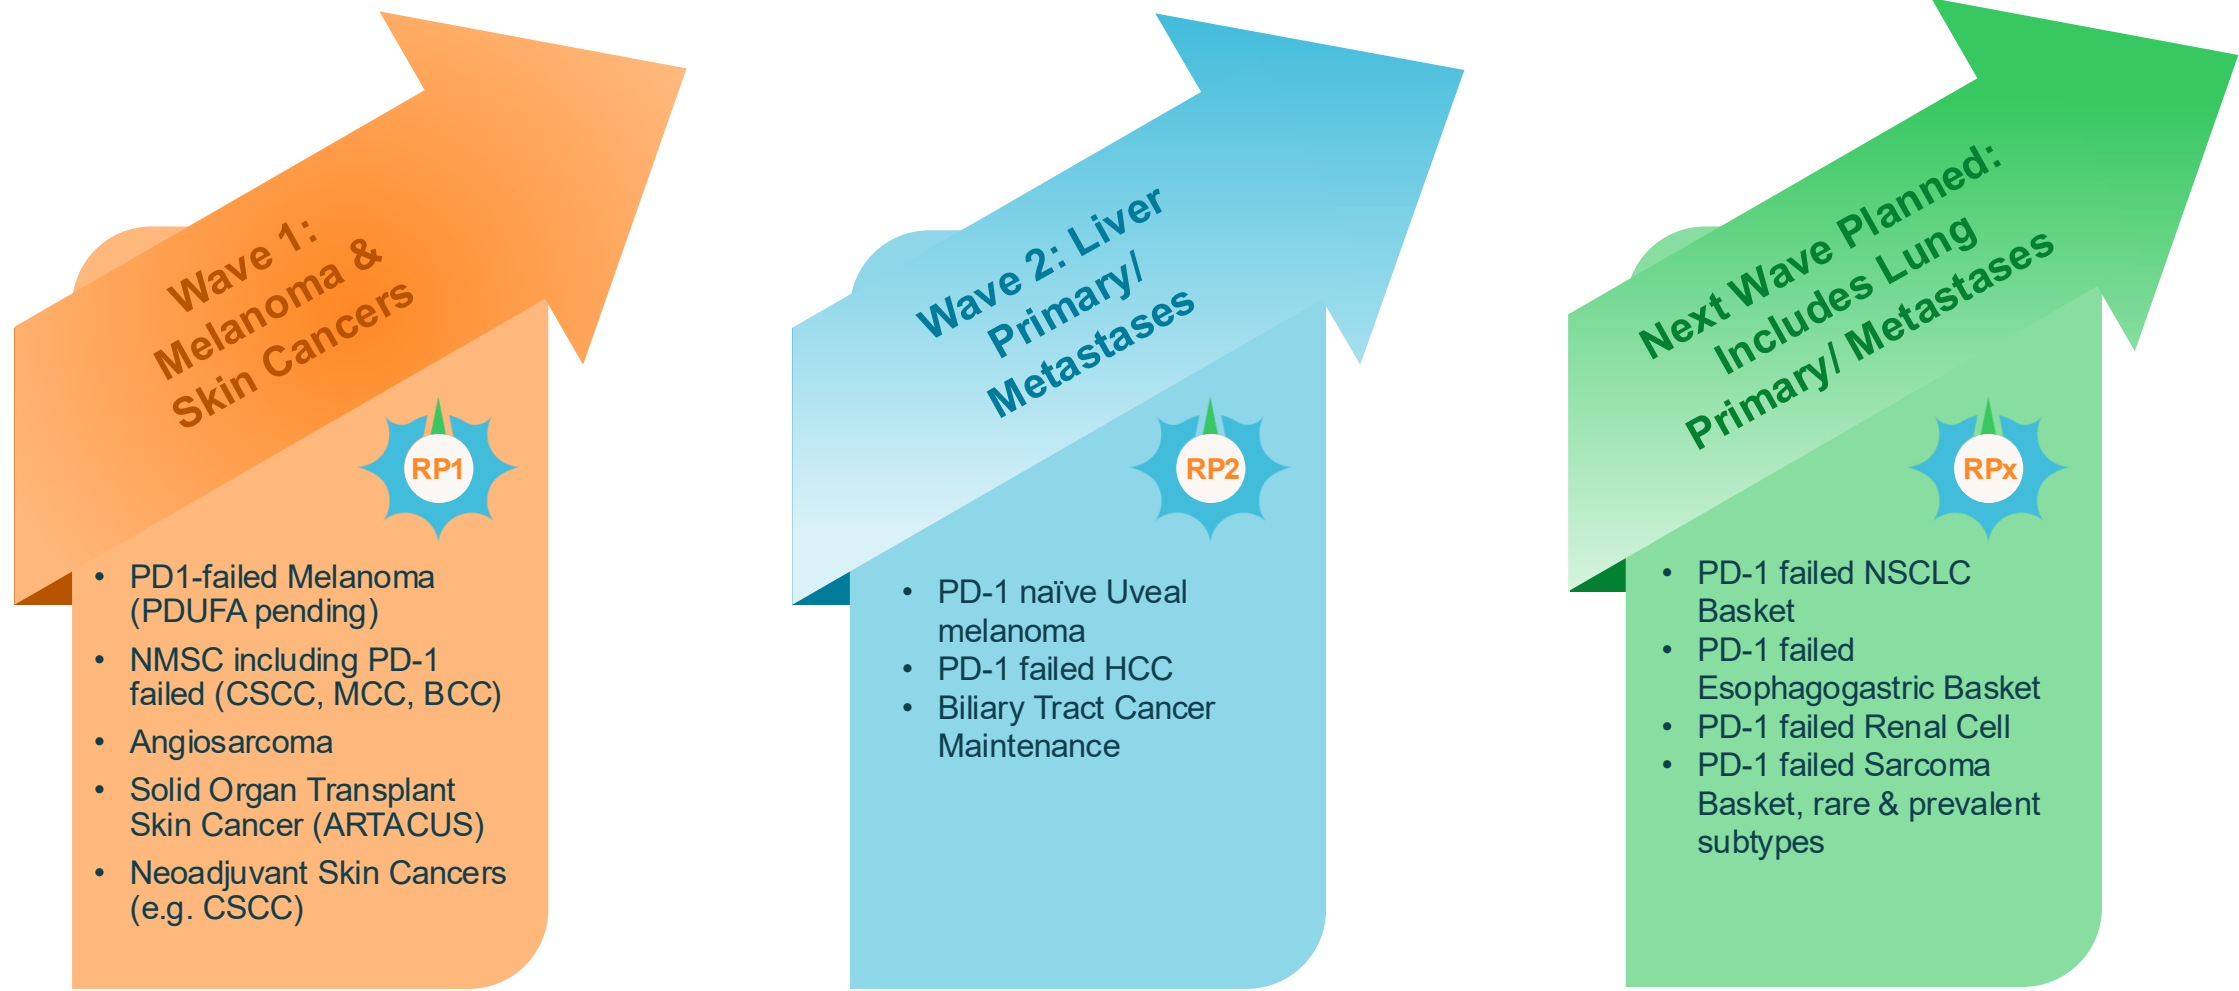 Wave 1:
Melanoma &
Skin Cancers
RP1
• PD1-failed Melanoma
(PDUFA pending)
• NMSC including PD-1
failed (CSCC, MCC, BCC)
• Angiosarcoma
• Solid Organ Transplant
Skin Cancer (ARTACUS)
• Neoadjuvant Skin Cancers
(e.g. CSCC)
Wave 2: Liver
Primary/
Metastases
RP2
• PD-1 naïve Uveal
melanoma
• PD-1 failed HCC
• Biliary Tract Cancer
Maintenance
Next Wave Planned:
Includes Lung
Primary/ Metastases
RPx
• PD-1 failed NSCLC
Basket
• PD-1 failed
Esophagogastric Basket
• PD-1 failed Renal Cell
• PD-1 failed Sarcoma
Basket, rare & prevalent
subtypes